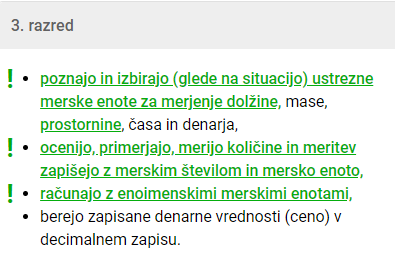 3. razred
! • poznajo in izbirajo (glede na situacijo) ustrezne
merske enote za merjenje dolžine, mase,
prostornine, časa in denarja,
! • ocenijo, primerjajo, merijo količine in meritev
zapišejo z merskim številom in mersko enoto,
! • računajo z enoimenskimi merskimi enotami,
• berejo zapisane denarne vrednosti (ceno) v
decimalnem zapisu.